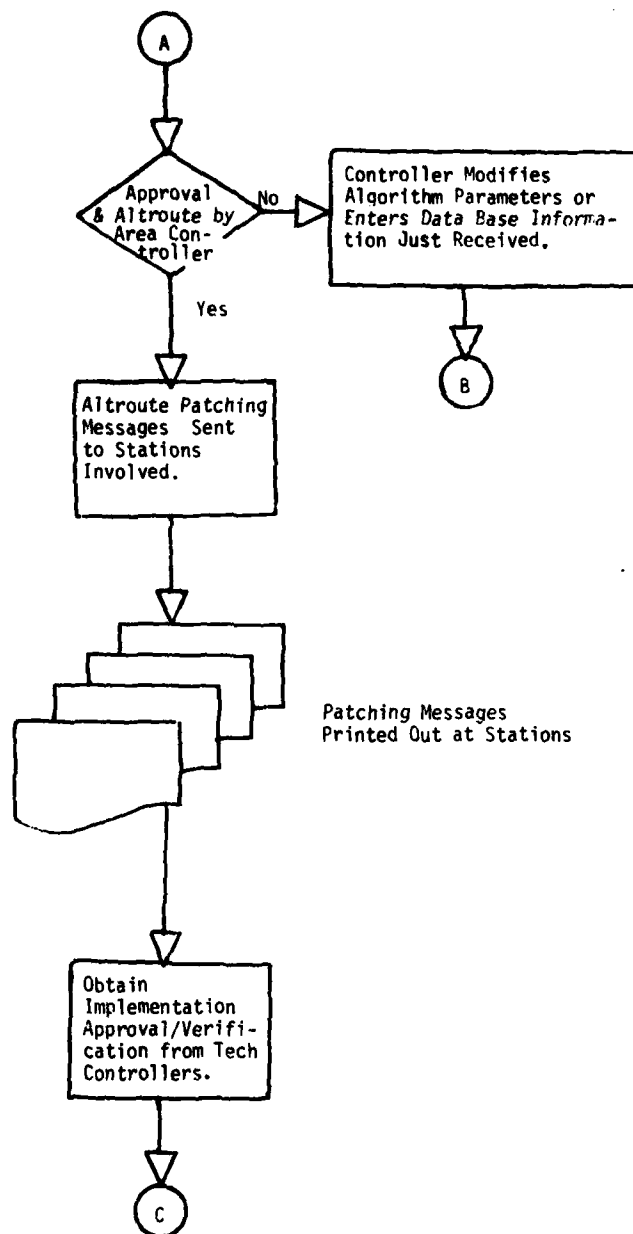 A
Approval
& Altroute by
Area Con-
troller
No
Controller Modifies
Algorithm Parameters or
Enters Data Base Informa-
tion Just Received.
Yes
B
Altroute Patching
Messages Sent
to Stations
Involved.
Patching Messages
Printed Out at Stations
Obtain
Implementation
Approval/Verifi-
cation from Tech
Controllers.
C